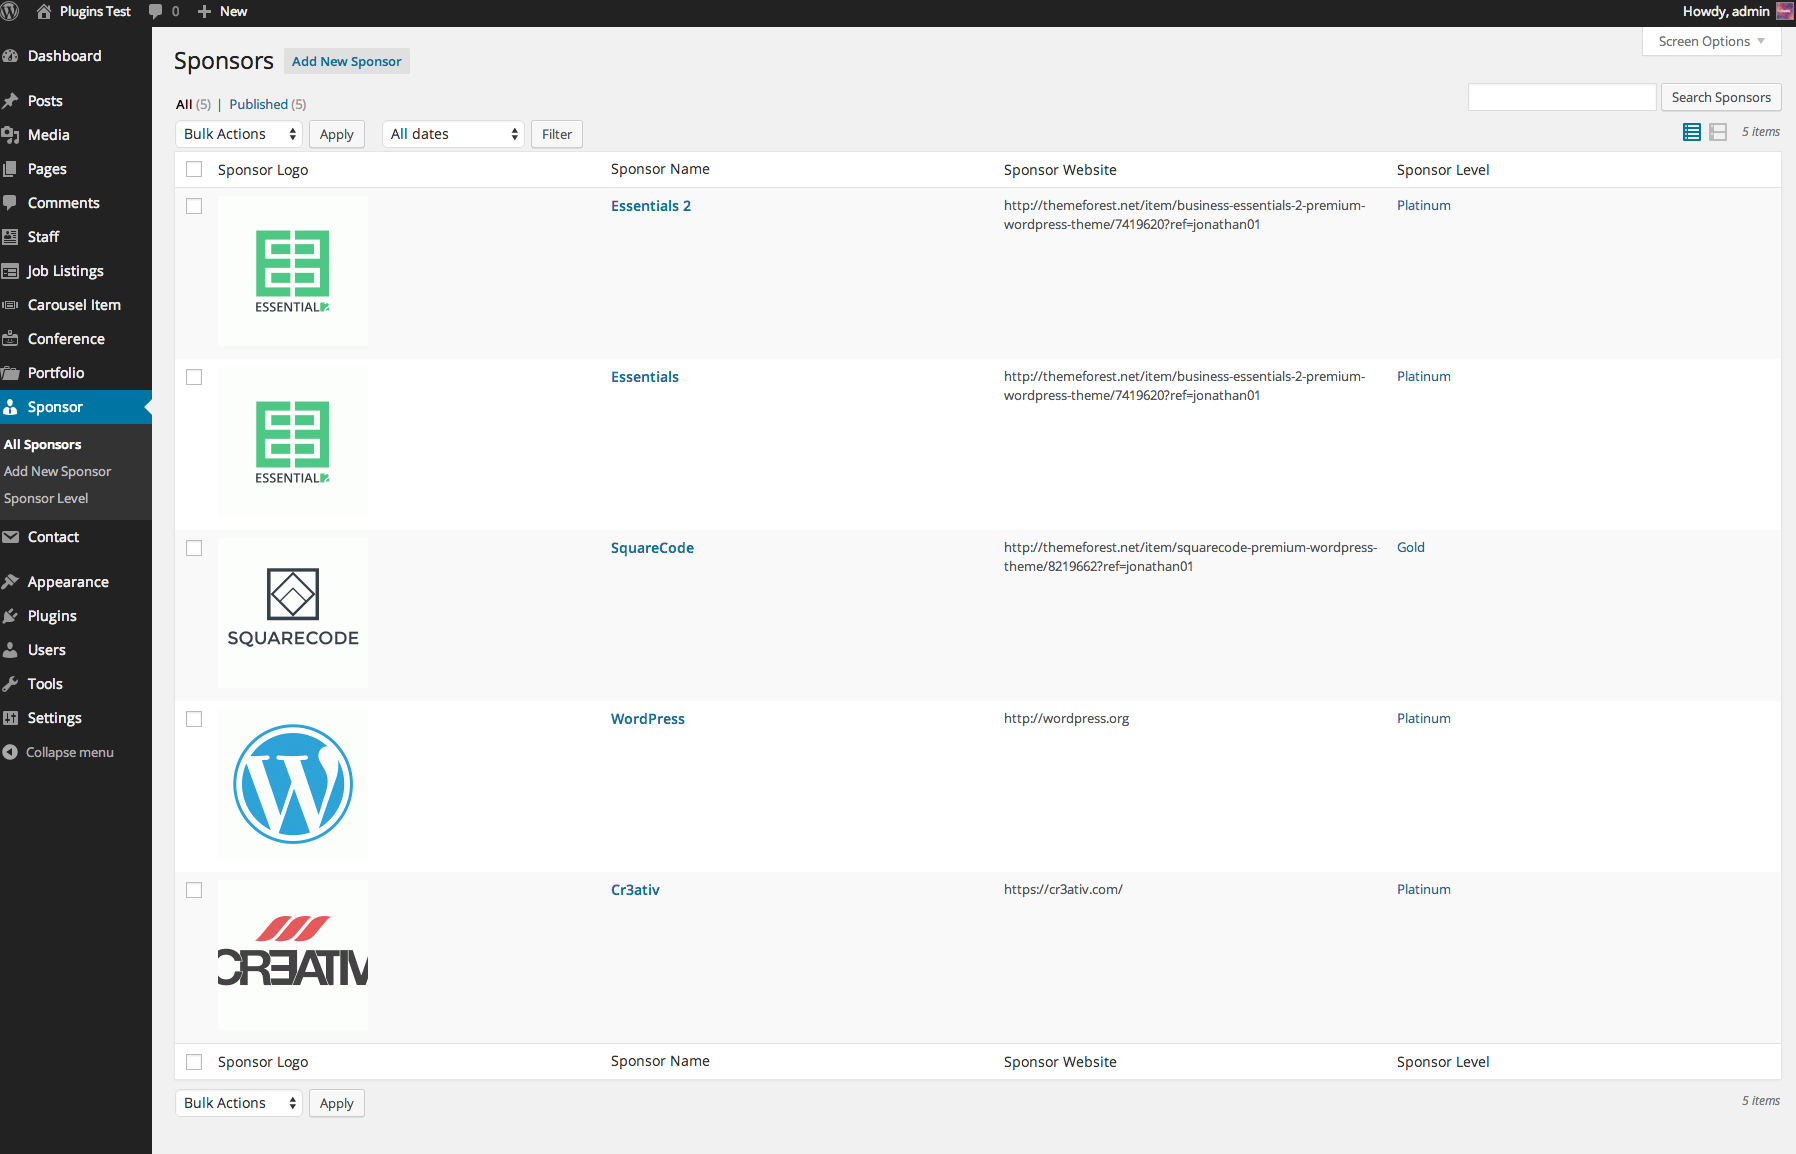 Plugins Test 0 New Howdy, admin
Screen Options
Dashboard
Posts
Media
Pages
Comments
Staff
Job Listings
Carousel Item
Conference
Portfolio
Sponsor
All Sponsors
Add New Sponsor
Sponsor Level
Contact
Appearance
Plugins
Users
Tools
Settings
Collapse menu
Sponsors Add New Sponsor
All (5) | Published (5)
Search Sponsors
Bulk Actions Apply All dates Filter 5 items
Sponsor Logo Sponsor Name Sponsor Website Sponsor Level
Essentials 2 http://themeforest.net/item/business-essentials-2-premium- Platinum
wordpress-theme/7419620?ref=jonathan01
ESSENTIAL2
Essentials http://themeforest.net/item/business-essentials-2-premium- Platinum
wordpress-theme/7419620?ref=jonathan01
ESSENTIAL2
SquareCode http://themeforest.net/item/squarecode-premium-wordpress- Gold
theme/8219662?ref=jonathan01
SQUARECODE
WordPress http://wordpress.org Platinum
W
Cr3ativ https://cr3ativ.com/ Platinum
CR3ATIV
Sponsor Logo Sponsor Name Sponsor Website Sponsor Level
Bulk Actions Apply 5 items